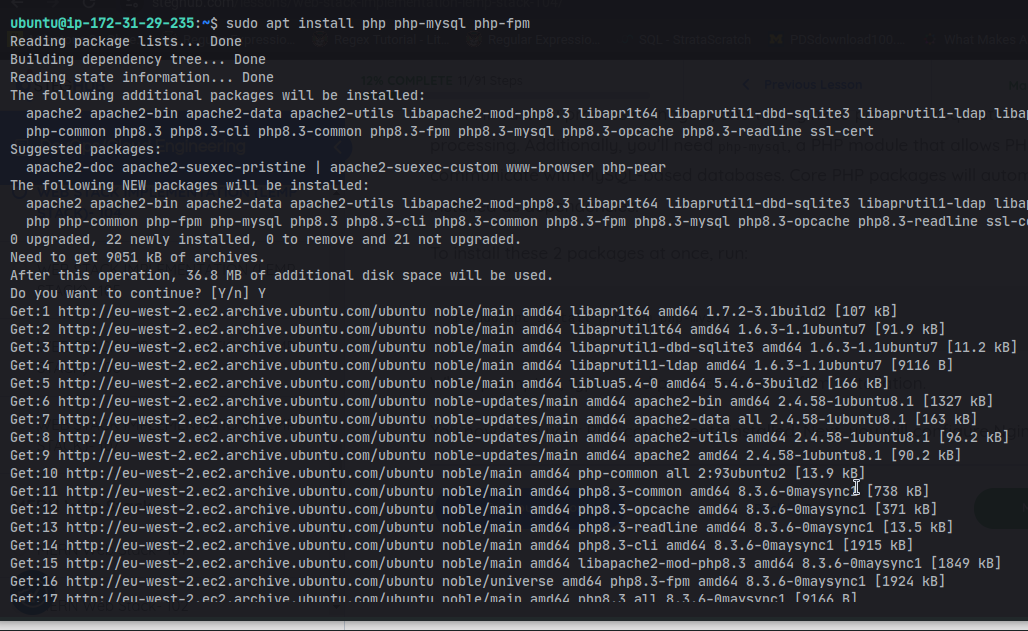 ubuntu@ip-172-31-29-235:~$ sudo apt install php php-mysql php-fpm
Reading package lists... Done
Building dependency tree... Done
Reading state information... Done
The following additional packages will be installed:
apache2 apache2-bin apache2-data apache2-utils libapache2-mod-php8.3 libapr1t64 libaprutil1-dbd-sqlite3 libaprutil1-ldap libap
php-common php8.3 php8.3-cli php8.3-common php8.3-fpm php8.3-mysql php8.3-opcache php8.3-readline ssl-cert
Suggested packages:
apache2-doc apache2-suexec-pristine | apache2-suexec-custom www-browser php-pear
The following NEW packages will be installed:
apache2 apache2-bin apache2-data apache2-utils libapache2-mod-php8.3 libapr1t64 libaprutil1-dbd-sqlite3 libaprutil1-ldap libap
php php-common php-fpm php-mysql php8.3 php8.3-cli php8.3-common php8.3-fpm php8.3-mysql php8.3-opcache php8.3-readline ssl-c
0 upgraded, 22 newly installed, 0 to remove and 21 not upgraded.
Need to get 9051 kB of archives.
After this operation, 36.8 MB of additional disk space will be used.
Do you want to continue? [Y/n] Y
Get:1 http://eu-west-2.ec2.archive.ubuntu.com/ubuntu noble/main amd64 libapr1t64 amd64 1.7.2-3.1build2 [107 kB]
Get:2 http://eu-west-2.ec2.archive.ubuntu.com/ubuntu noble/main amd64 libaprutil1t64 amd64 1.6.3-1.1ubuntu7 [91.9 kB]
Get:3 http://eu-west-2.ec2.archive.ubuntu.com/ubuntu noble/main amd64 libaprutil1-dbd-sqlite3 amd64 1.6.3-1.1ubuntu7 [11.2 kB]
Get:4 http://eu-west-2.ec2.archive.ubuntu.com/ubuntu noble/main amd64 libaprutil1-ldap amd64 1.6.3-1.1ubuntu7 [9116 B]
Get:5 http://eu-west-2.ec2.archive.ubuntu.com/ubuntu noble/main amd64 liblua5.4-0 amd64 5.4.6-3build2 [166 kB]
Get:6 http://eu-west-2.ec2.archive.ubuntu.com/ubuntu noble-updates/main amd64 apache2-bin amd64 2.4.58-1ubuntu8.1 [1327 kB]
Get:7 http://eu-west-2.ec2.archive.ubuntu.com/ubuntu noble-updates/main amd64 apache2-data all 2.4.58-1ubuntu8.1 [163 kB]
Get:8 http://eu-west-2.ec2.archive.ubuntu.com/ubuntu noble-updates/main amd64 apache2-utils amd64 2.4.58-1ubuntu8.1 [96.2 kB]
Get:9 http://eu-west-2.ec2.archive.ubuntu.com/ubuntu noble-updates/main amd64 apache2 amd64 2.4.58-1ubuntu8.1 [90.2 kB]
Get:10 http://eu-west-2.ec2.archive.ubuntu.com/ubuntu noble/main amd64 php-common all 2:93ubuntu2 [13.9 kB]
Get:11 http://eu-west-2.ec2.archive.ubuntu.com/ubuntu noble/main amd64 php8.3-common amd64 8.3.6-0maysync1 [738 kB]
Get:12 http://eu-west-2.ec2.archive.ubuntu.com/ubuntu noble/main amd64 php8.3-opcache amd64 8.3.6-0maysync1 [371 kB]
Get:13 http://eu-west-2.ec2.archive.ubuntu.com/ubuntu noble/main amd64 php8.3-readline amd64 8.3.6-0maysync1 [13.5 kB]
Get:14 http://eu-west-2.ec2.archive.ubuntu.com/ubuntu noble/main amd64 php8.3-cli amd64 8.3.6-0maysync1 [1915 kB]
Get:15 http://eu-west-2.ec2.archive.ubuntu.com/ubuntu noble/main amd64 libapache2-mod-php8.3 amd64 8.3.6-0maysync1 [1849 kB]
Get:16 http://eu-west-2.ec2.archive.ubuntu.com/ubuntu noble/universe amd64 php8.3-fpm amd64 8.3.6-0maysync1 [1924 kB]
Get:17 http://eu-west-2.ec2.archive.ubuntu.com/ubuntu noble/main amd64 php8.3 all 8.3.6-0maysync1 [9166 B]